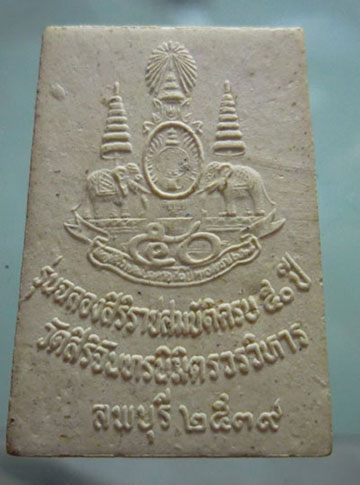 ๕๐
รุ่นฉลองสิริราชสมบัติครบ ๕๐ ปี
วัดสิริจันทรนิมิตรวรวิหาร
ลพบุรี ๒๕๓๙